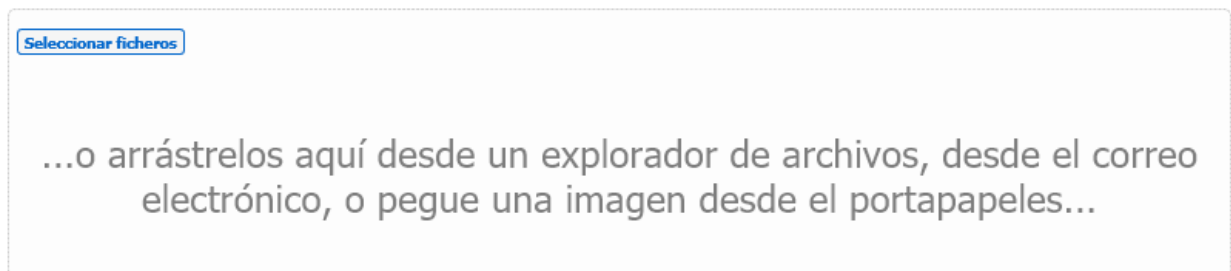 Seleccionar ficheros
...o arrástrelos aquí desde un explorador de archivos, desde el correo
electrónico, o pegue una imagen desde el portapapeles...